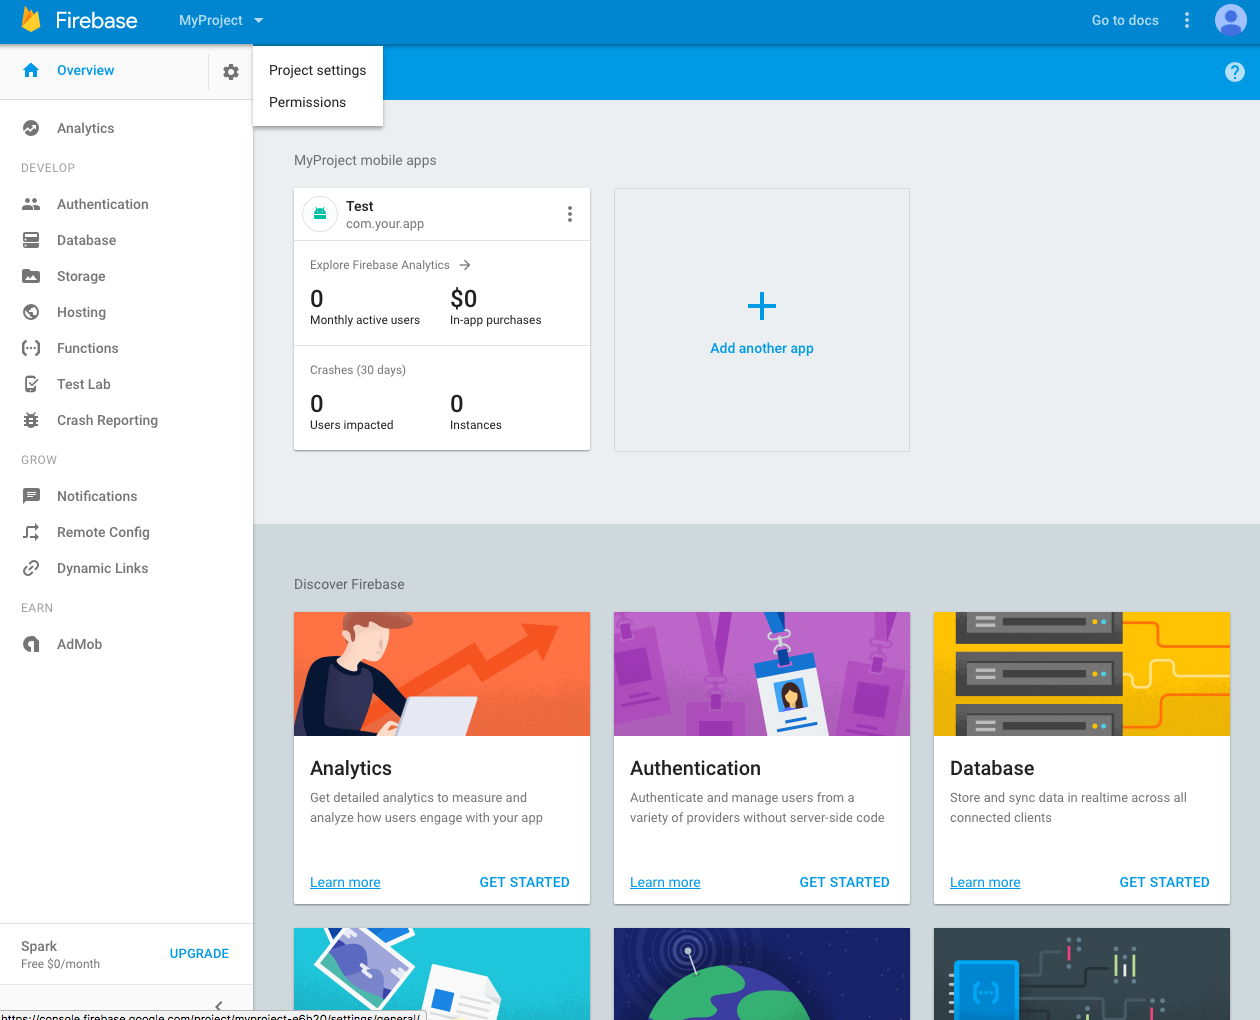 Firebase
MyProject
Go to docs
Overview
Project settings
Permissions
Analytics
DEVELOP
Authentication
Database
Storage
Hosting
Functions
Test Lab
Crash Reporting
GROW
Notifications
Remote Config
Dynamic Links
EARN
AdMob
Spark
Free $0/month
UPGRADE
https://console.firebase.google.com/project/myproject-e6b20/settings/general/
MyProject mobile apps
Test
com.your.app
Explore Firebase Analytics
0
Monthly active users
$0
In-app purchases
Crashes (30 days)
0
Users impacted
0
Instances
Add another app
Discover Firebase
Analytics
Get detailed analytics to measure and
analyze how users engage with your app
Learn more
GET STARTED
Authentication
Authenticate and manage users from a
variety of providers without server-side code
Learn more
GET STARTED
Database
Store and sync data in realtime across all
connected clients
Learn more
GET STARTED